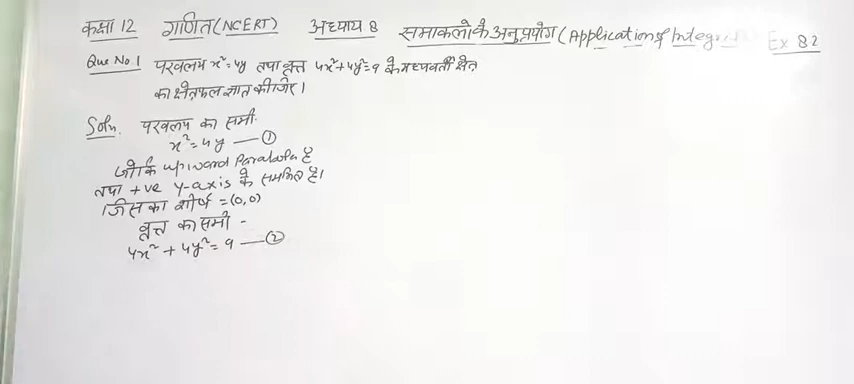 कक्षा 12 गणित (NCERT) अध्याय 8 समाकलों के अनुप्रयोग (Application of Integr Ex 8.2
Que No.1 परवलय x²=4y तथा वृत्त 4x²+4y²=9 के मध्यवर्ती क्षेत्र
का क्षेत्रफल ज्ञात कीजिए।
Soln. परवलय का समी.
x²=4y — ①
जोकि upward Parabola है
तथा +ve y-axis के सममित है।
जिसका शीर्ष =(0,0)
वृत्त का समी -
4x²+4y²=9 — ②